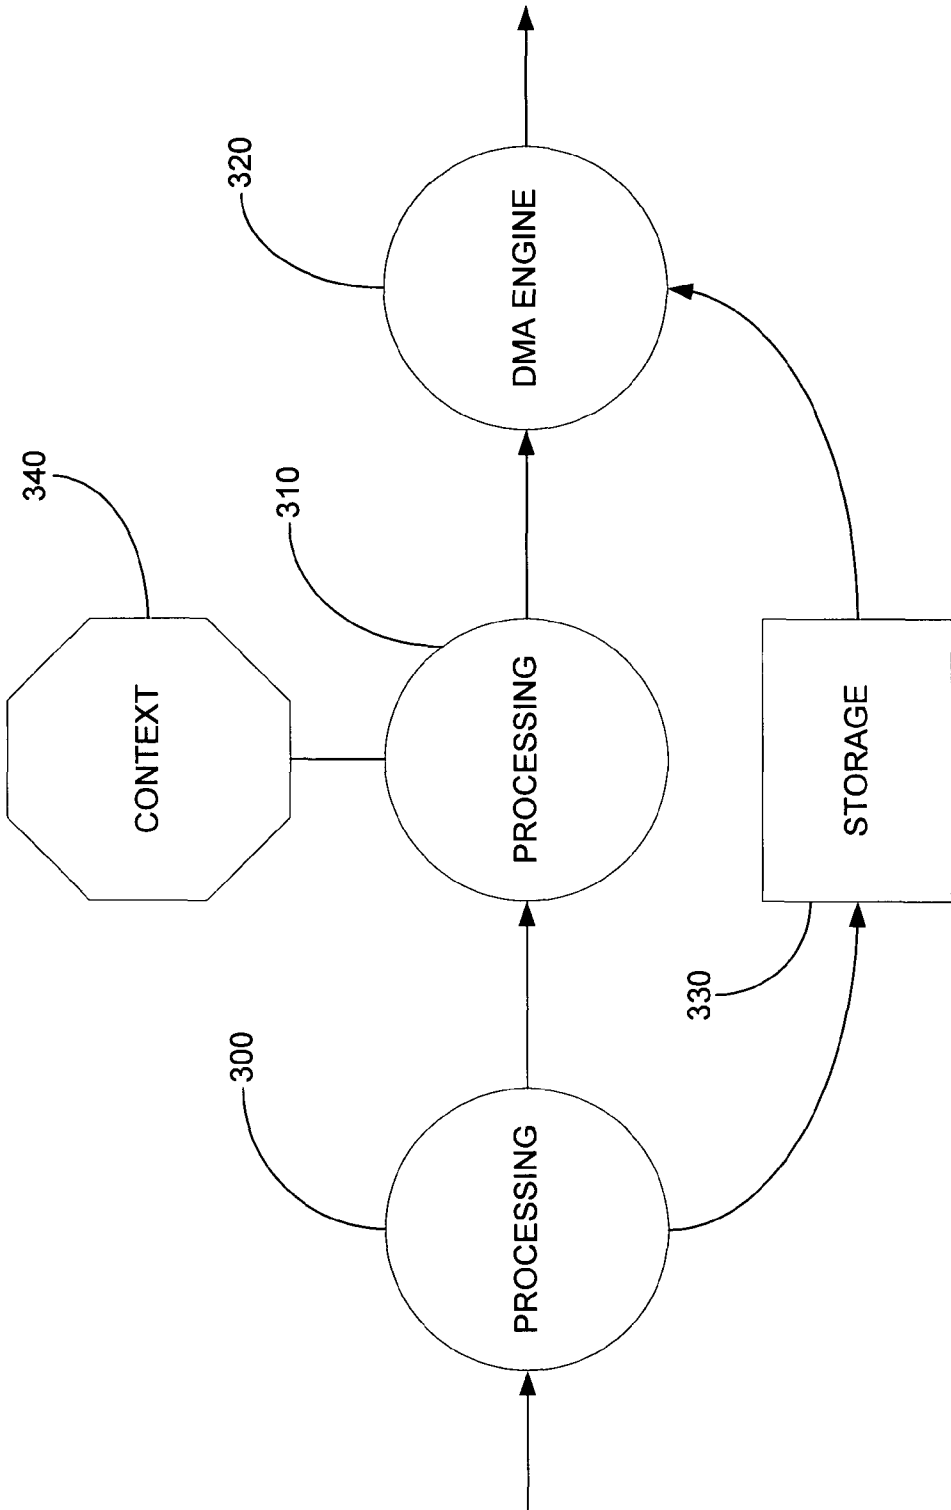 340
CONTEXT
300
310
320
PROCESSING
PROCESSING
DMA ENGINE
330
STORAGE